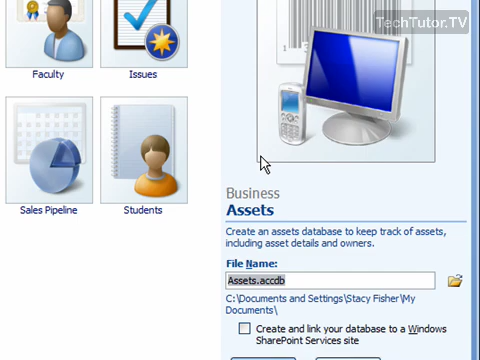 TechTutor.TV
Faculty
Issues
Sales Pipeline
Students
Business
Assets
Create an assets database to keep track of assets,
including asset details and owners.
File Name:
Assets.accdb
C:\Documents and Settings\Stacy Fisher\My
Documents\
Create and link your database to a Windows
SharePoint Services site